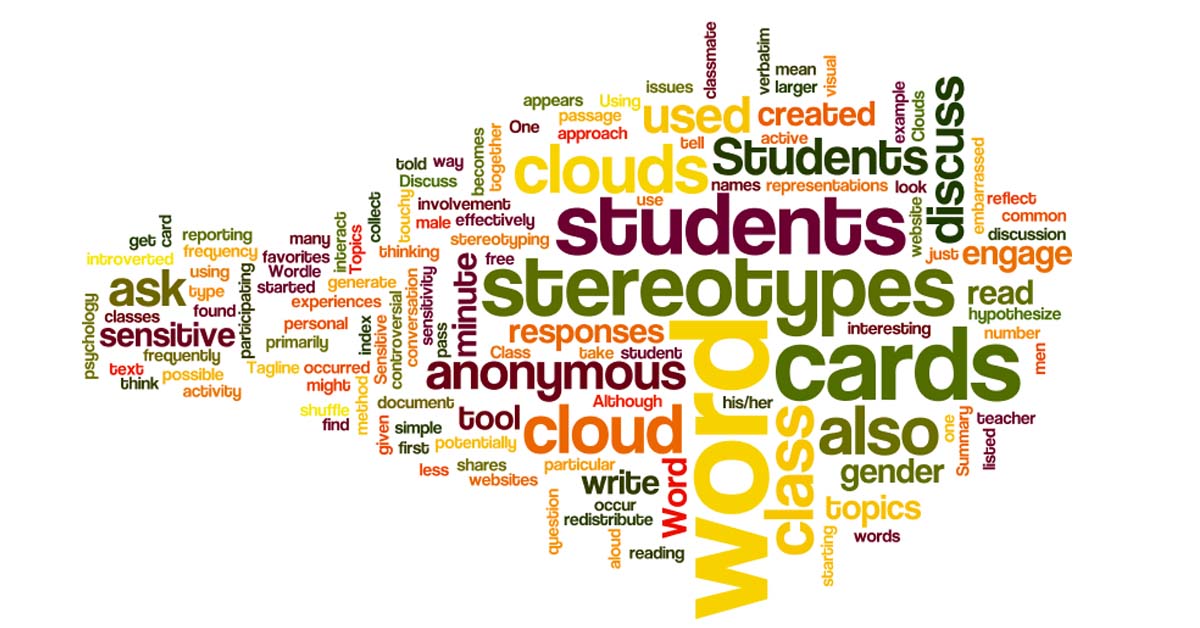 classmate
verbatim
mean
visual
larger
issues
appears
Using
used
created
example
Clouds
discuss
passage
One
approach
tell
active
Students
becomes
together
clouds
told
way
Discuss
names
representations
look
embarrassed
touchy
use
reflect
involvement
students
website
common
collect
male
effectively
discussion
card
get
reporting
many
interact
Topics
stereotyping
just
engage
introverted
frequency
favorites
thinking
free
minute
stereotypes
using
Wordle
ask
type
started
generate
conversation
sensitivity
read
experiences
controversial
hypothesize
psychology
classes
found
participating
personal
index
Sensitive
pass
responses
word
interesting
number
sensitive
primarily
men
frequently
Class
take
student
cards
text
possible
Tagline
occurred
anonymous
think
activity
might
method
document
Although
his/her
shuffle
find
given
simple
tool
cloud
class
also
one
Summary
teacher
listed
first
potentially
less
shares
particular
Word
gender
websites
write
question
occur
topics
redistribute
aloud
reading
starting
words